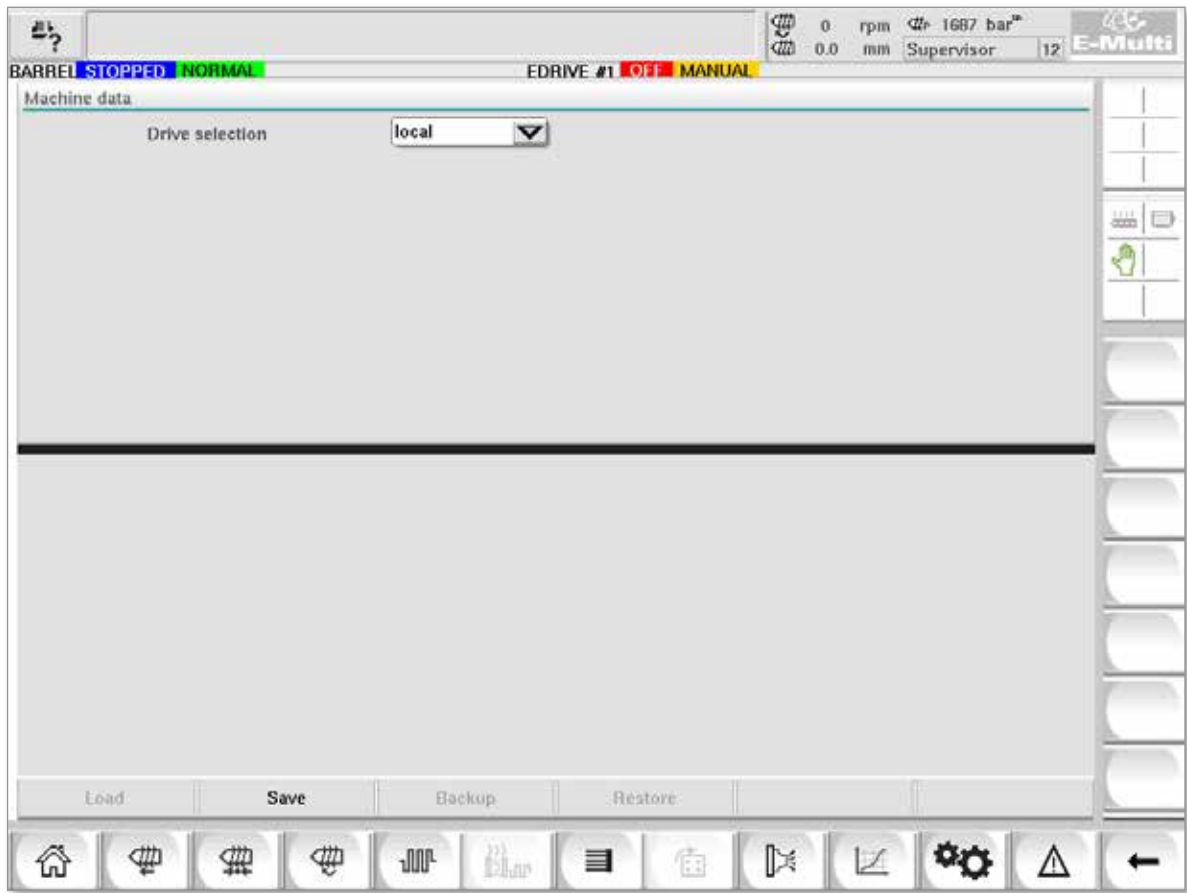 ? 0 rpm 1687 bar
0.0 mm Supervisor 12 E-Multi
BARREL STOPPED NORMAL EDRIVE #1 OFF MANUAL
Machine data
Drive selection local
Load Save Backup Restore